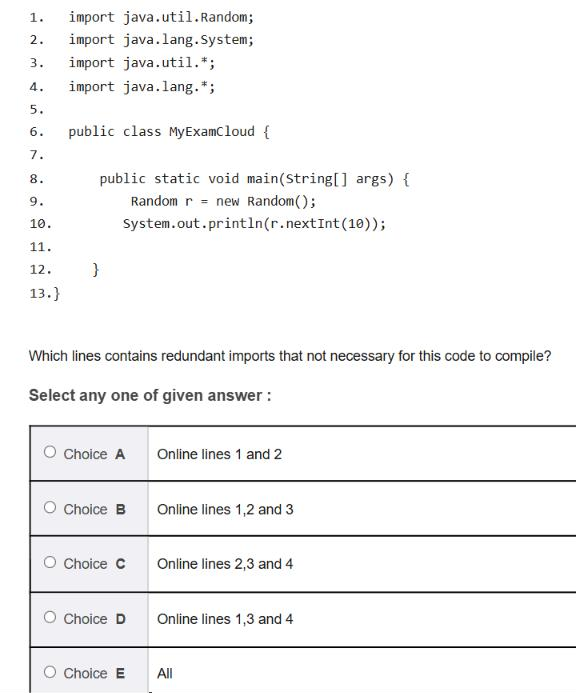 1. import java.util.Random;
2. import java.lang.System;
3. import java.util.*;
4. import java.lang.*;
5.
6. public class MyExamCloud {
7.
8. public static void main(String[] args) {
9. Random r = new Random();
10. System.out.println(r.nextInt(10));
11.
12. }
13.}
Which lines contains redundant imports that not necessary for this code to compile?
Select any one of given answer :
Choice A Online lines 1 and 2
Choice B Online lines 1,2 and 3
Choice C Online lines 2,3 and 4
Choice D Online lines 1,3 and 4
Choice E All